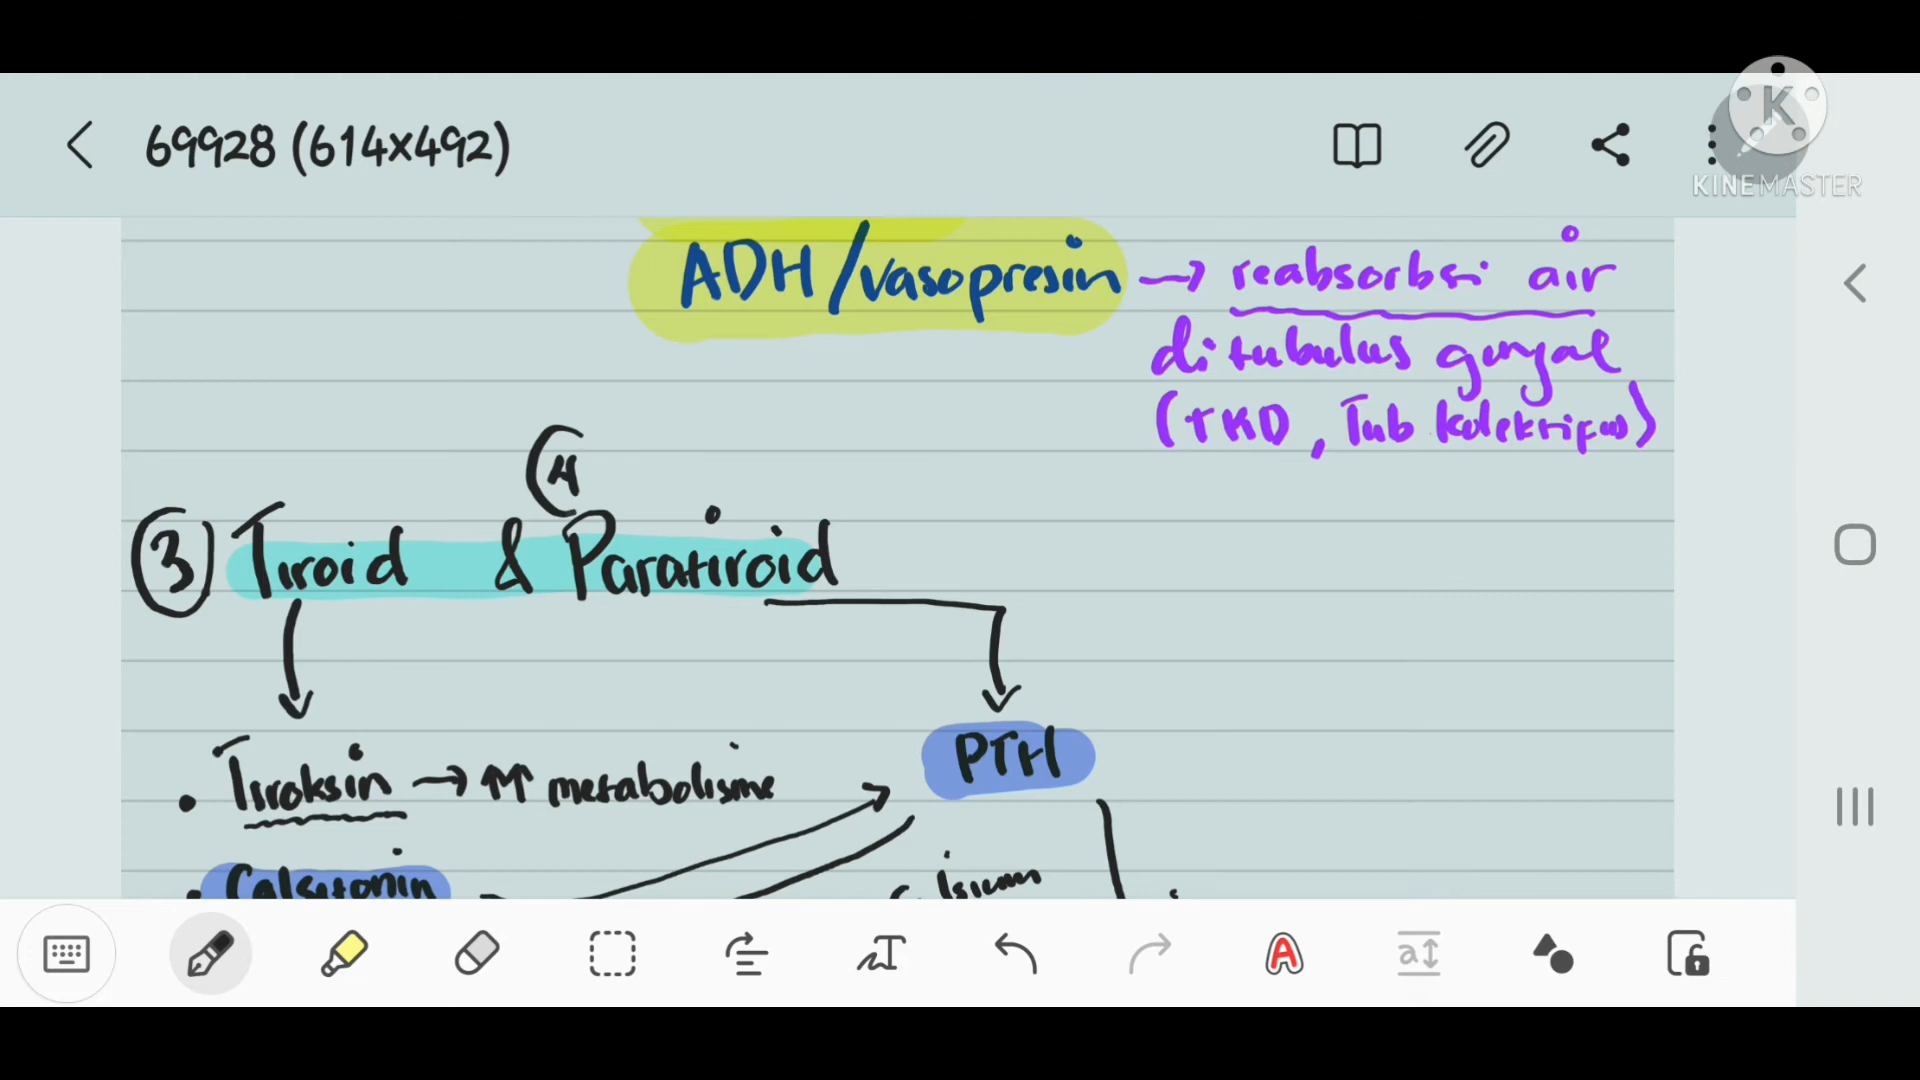 69928 (614x492)
KINEMASTER
ADH/vasopresin → reabsorbsi air
di tubulus ginjal
(TKD, Tub kolektifus)
(4
③ Tiroid & Paratiroid
• Tiroksin → ↑↑ metabolisme
PTH
• Calsitonin